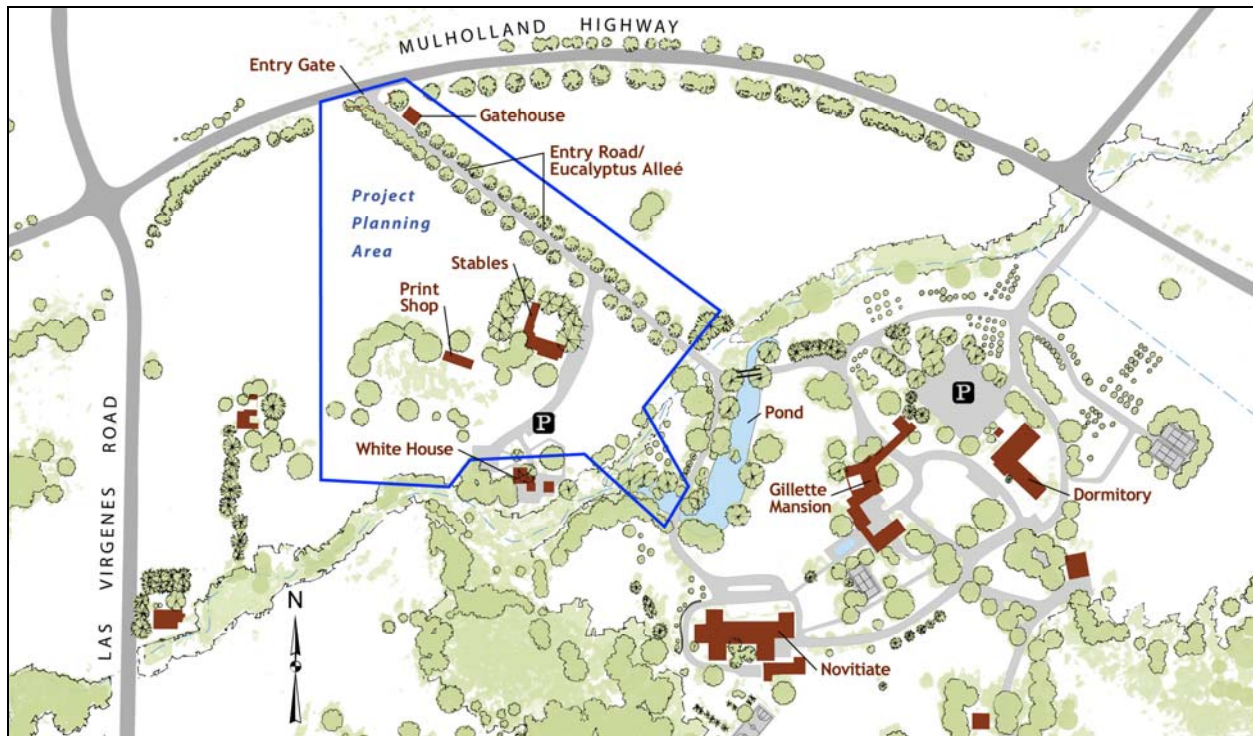 MULHOLLAND HIGHWAY
Entry Gate
Gatehouse
Entry Road/
Eucalyptus Alleé
Project
Planning
Area
Stables
Print
Shop
P
P
White House
Pond
Gillette
Mansion
Dormitory
LAS VIRGENES ROAD
N
Novitiate